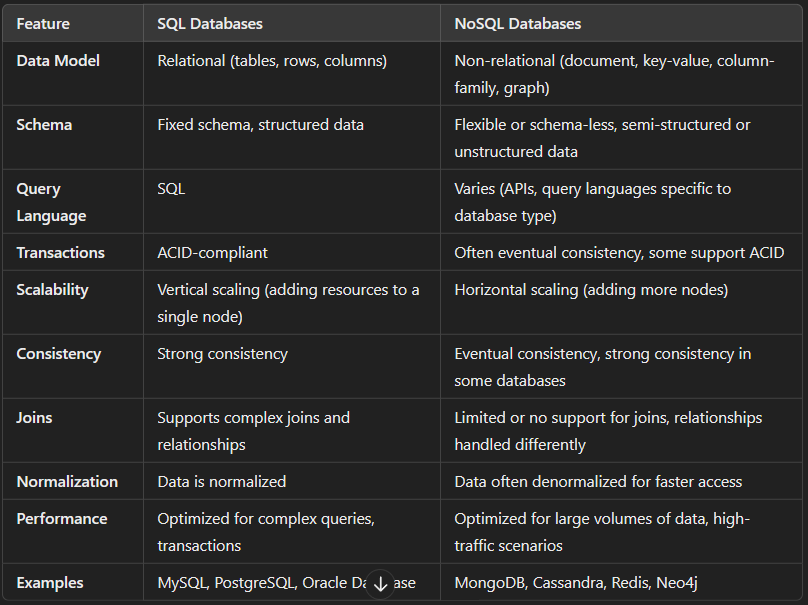 Feature SQL Databases NoSQL Databases
Data Model Relational (tables, rows, columns) Non-relational (document, key-value, column-
family, graph)
Schema Fixed schema, structured data Flexible or schema-less, semi-structured or
unstructured data
Query SQL Varies (APIs, query languages specific to
Language database type)
Transactions ACID-compliant Often eventual consistency, some support ACID
Scalability Vertical scaling (adding resources to a Horizontal scaling (adding more nodes)
single node)
Consistency Strong consistency Eventual consistency, strong consistency in
some databases
Joins Supports complex joins and Limited or no support for joins, relationships
relationships handled differently
Normalization Data is normalized Data often denormalized for faster access
Performance Optimized for complex queries, Optimized for large volumes of data, high-
transactions traffic scenarios
Examples MySQL, PostgreSQL, Oracle MongoDB, Cassandra, Redis, Neo4j